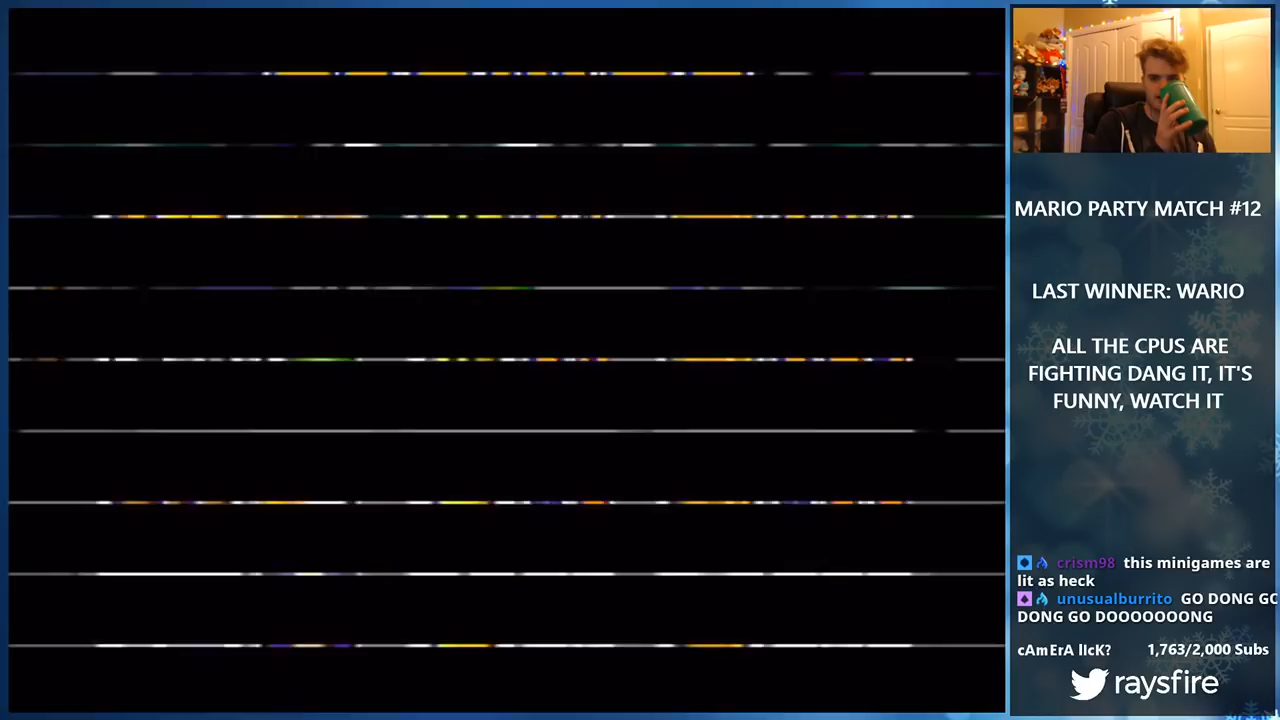 MARIO PARTY MATCH #12
LAST WINNER: WARIO
ALL THE CPUS ARE
FIGHTING DANG IT, IT'S
FUNNY, WATCH IT
crism98 this minigames are
lit as heck
unusualburrito GO DONG GO
DONG GO DOOOOOOONG
cAmErA lIcK? 1,763/2,000 Subs
raysfire